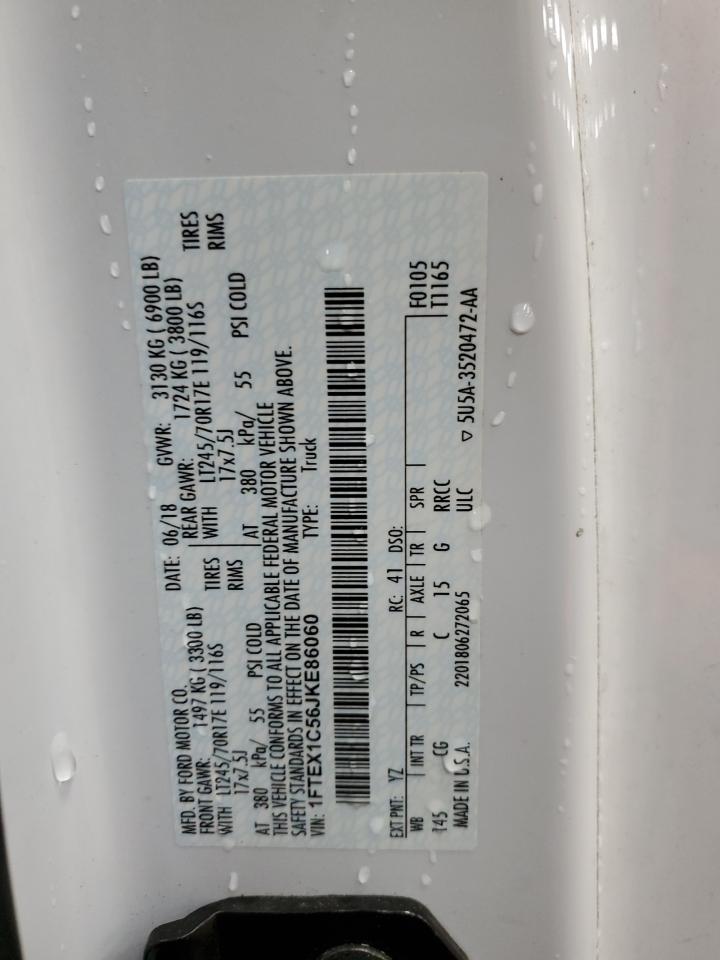 MFD. BY FORD MOTOR CO.
DATE: 06/18 GVWR: 3130 KG ( 6900 LB)
FRONT GAWR: 1497 KG ( 3300 LB) REAR GAWR: 1724 KG ( 3800 LB)
WITH LT245/70R17E 119/116S TIRES WITH LT245/70R17E 119/116S TIRES
17x7.5J RIMS 17x7.5J RIMS
AT 380 kPa/ 55 PSI COLD AT 380 kPa/ 55 PSI COLD
THIS VEHICLE CONFORMS TO ALL APPLICABLE FEDERAL MOTOR VEHICLE
SAFETY STANDARDS IN EFFECT ON THE DATE OF MANUFACTURE SHOWN ABOVE.
VIN: 1FTEX1C56JKE86060 TYPE: Truck
EXT PNT: YZ RC: 41 DSO: F0105
WB INT TR TP/PS R AXLE TR SPR T1165
145 CG C 15 G RRCC
MADE IN U.S.A. 2201806272065 ULC ▽ 5U5A-3520472-AA